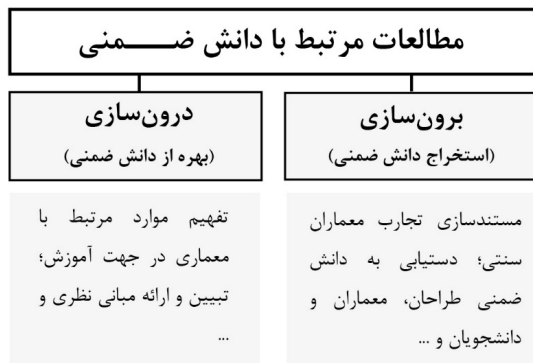 مطالعات مرتبط با دانش ضـــــمنی
برون‌سازی
(استخراج دانش ضمنی)
مستندسازی تجارب معماران
سنتی؛ دستیابی به دانش
ضمنی طراحان، معماران و
دانشجویان و ...
درون‌سازی
(بهره از دانش ضمنی)
تفهیم موارد مرتبط با
معماری در جهت آموزش؛
تبیین و ارائه مبانی نظری و
...